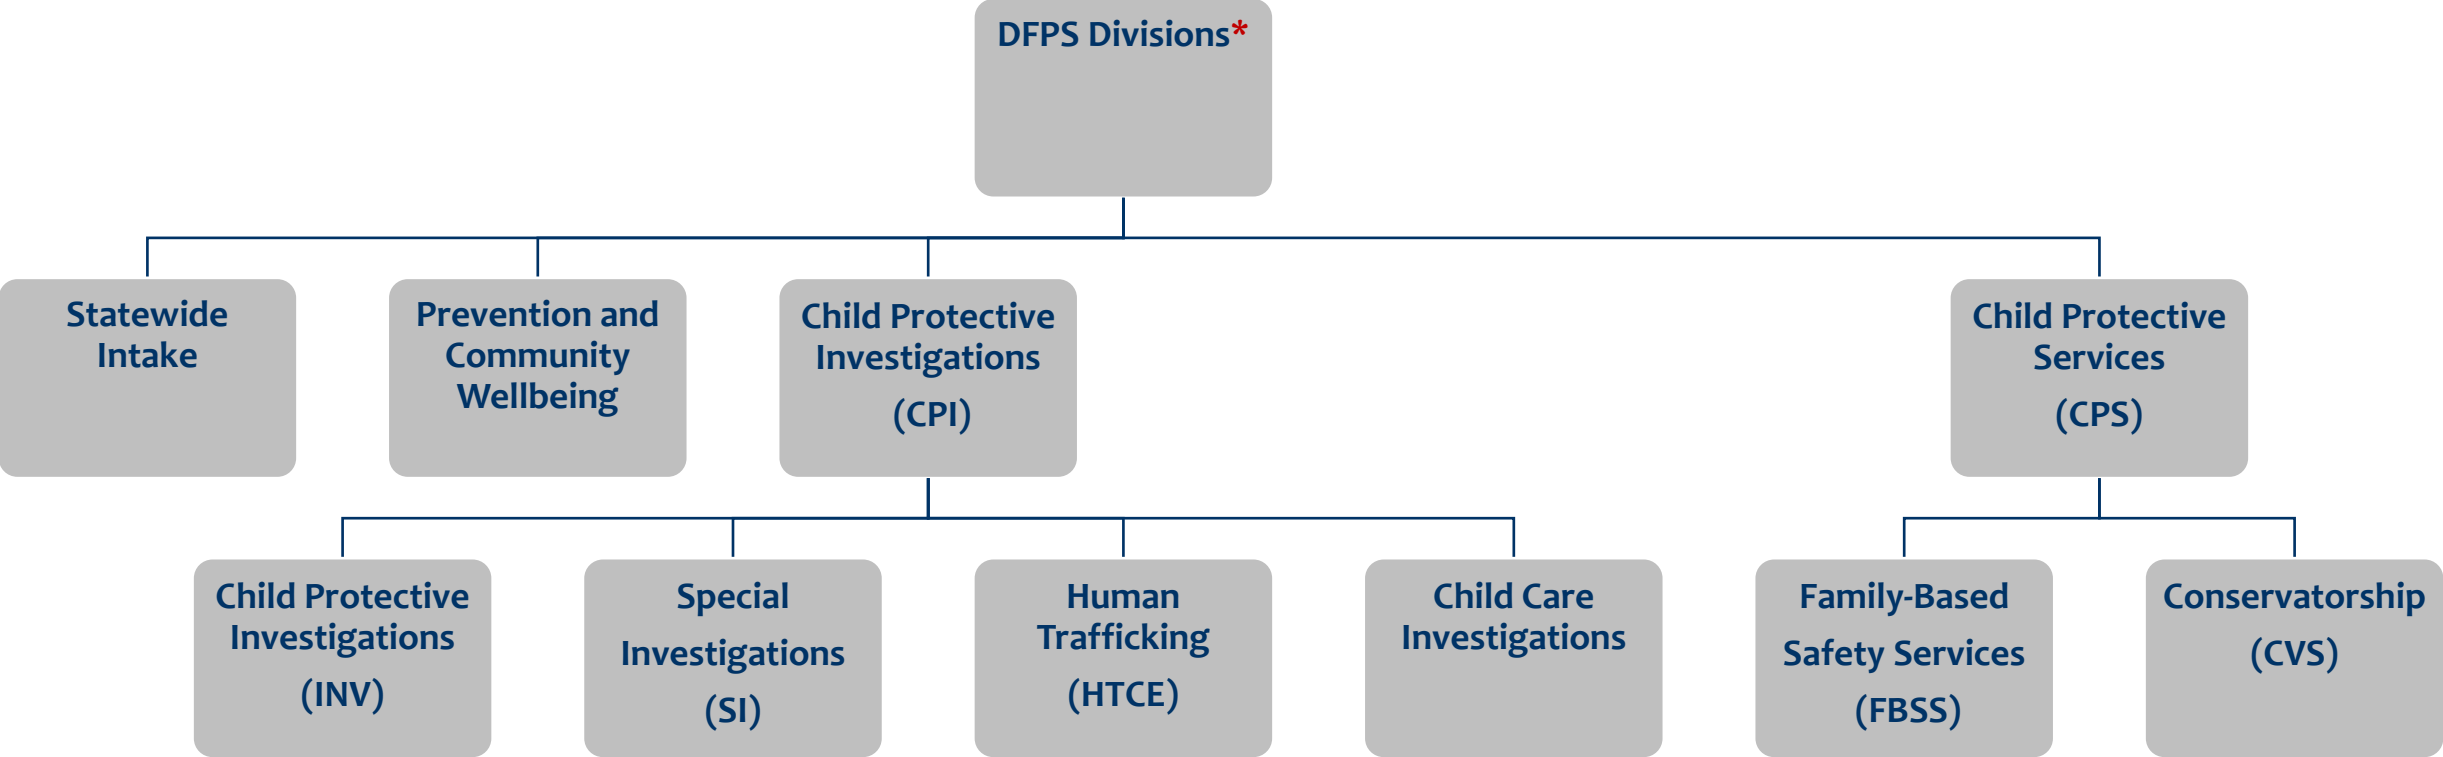 DFPS Divisions*
Statewide
Intake
Prevention and
Community
Wellbeing
Child Protective
Investigations
(CPI)
Child Protective
Services
(CPS)
Child Protective
Investigations
(INV)
Special
Investigations
(SI)
Human
Trafficking
(HTCE)
Child Care
Investigations
Family-Based
Safety Services
(FBSS)
Conservatorship
(CVS)